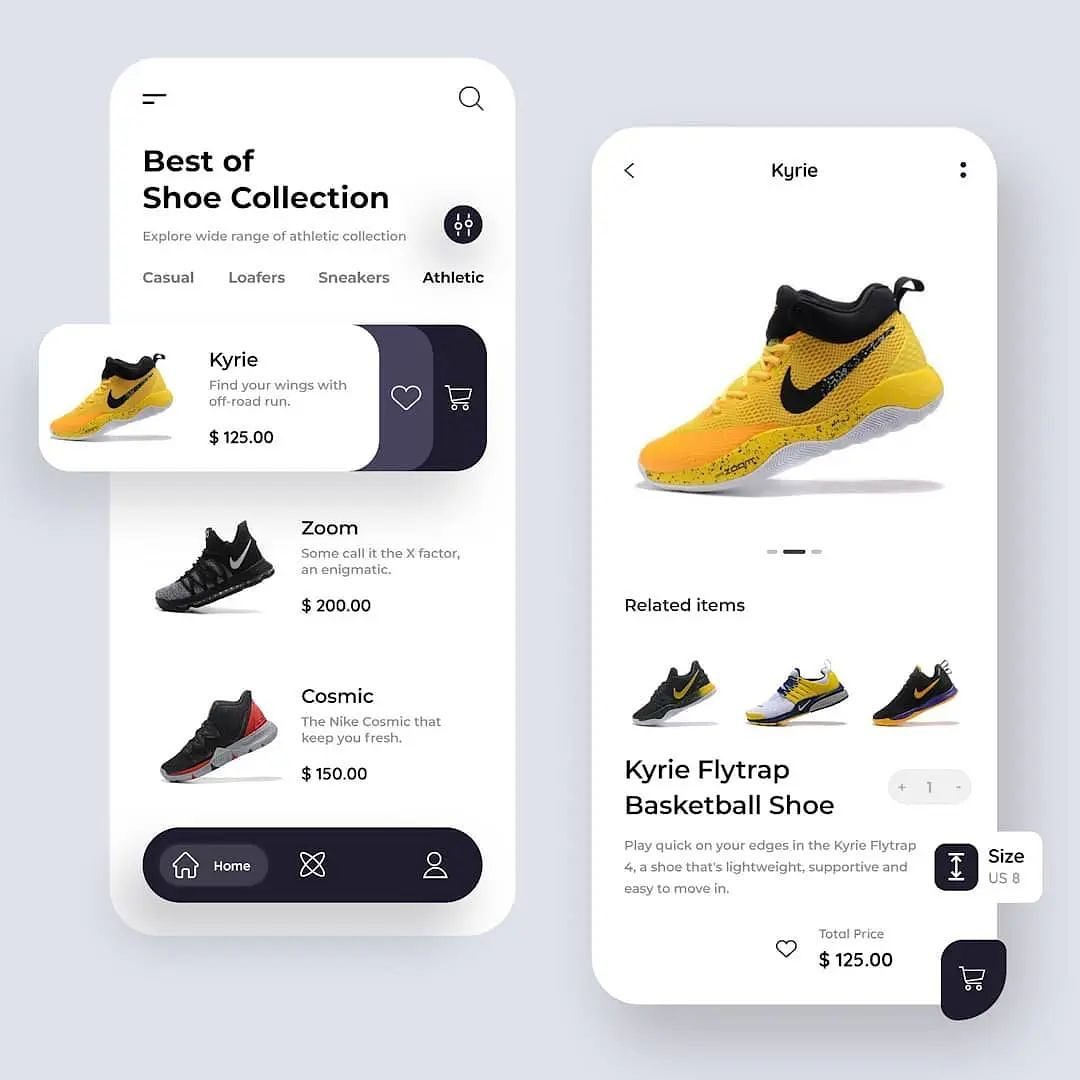 Best of
Shoe Collection
Explore wide range of athletic collection
Casual Loafers Sneakers Athletic
Kyrie
Find your wings with
off-road run.
$ 125.00
Zoom
Some call it the X factor,
an enigmatic.
$ 200.00
Cosmic
The Nike Cosmic that
keep you fresh.
$ 150.00
Home
Kyrie
ZOOM
Related items
Kyrie Flytrap
Basketball Shoe
+ 1 -
Play quick on your edges in the Kyrie Flytrap
4, a shoe that's lightweight, supportive and
easy to move in.
Size
US 8
Total Price
$ 125.00